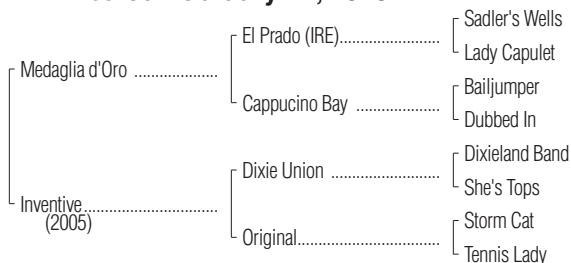 Sadler's Wells
El Prado (IRE)....................
Lady Capulet
Medaglia d'Oro ....................
Bailjumper
Cappucino Bay ....................
Dubbed In
Dixieland Band
Dixie Union ..........................
She's Tops
Inventive................................
(2005)
Storm Cat
Original..................................
Tennis Lady